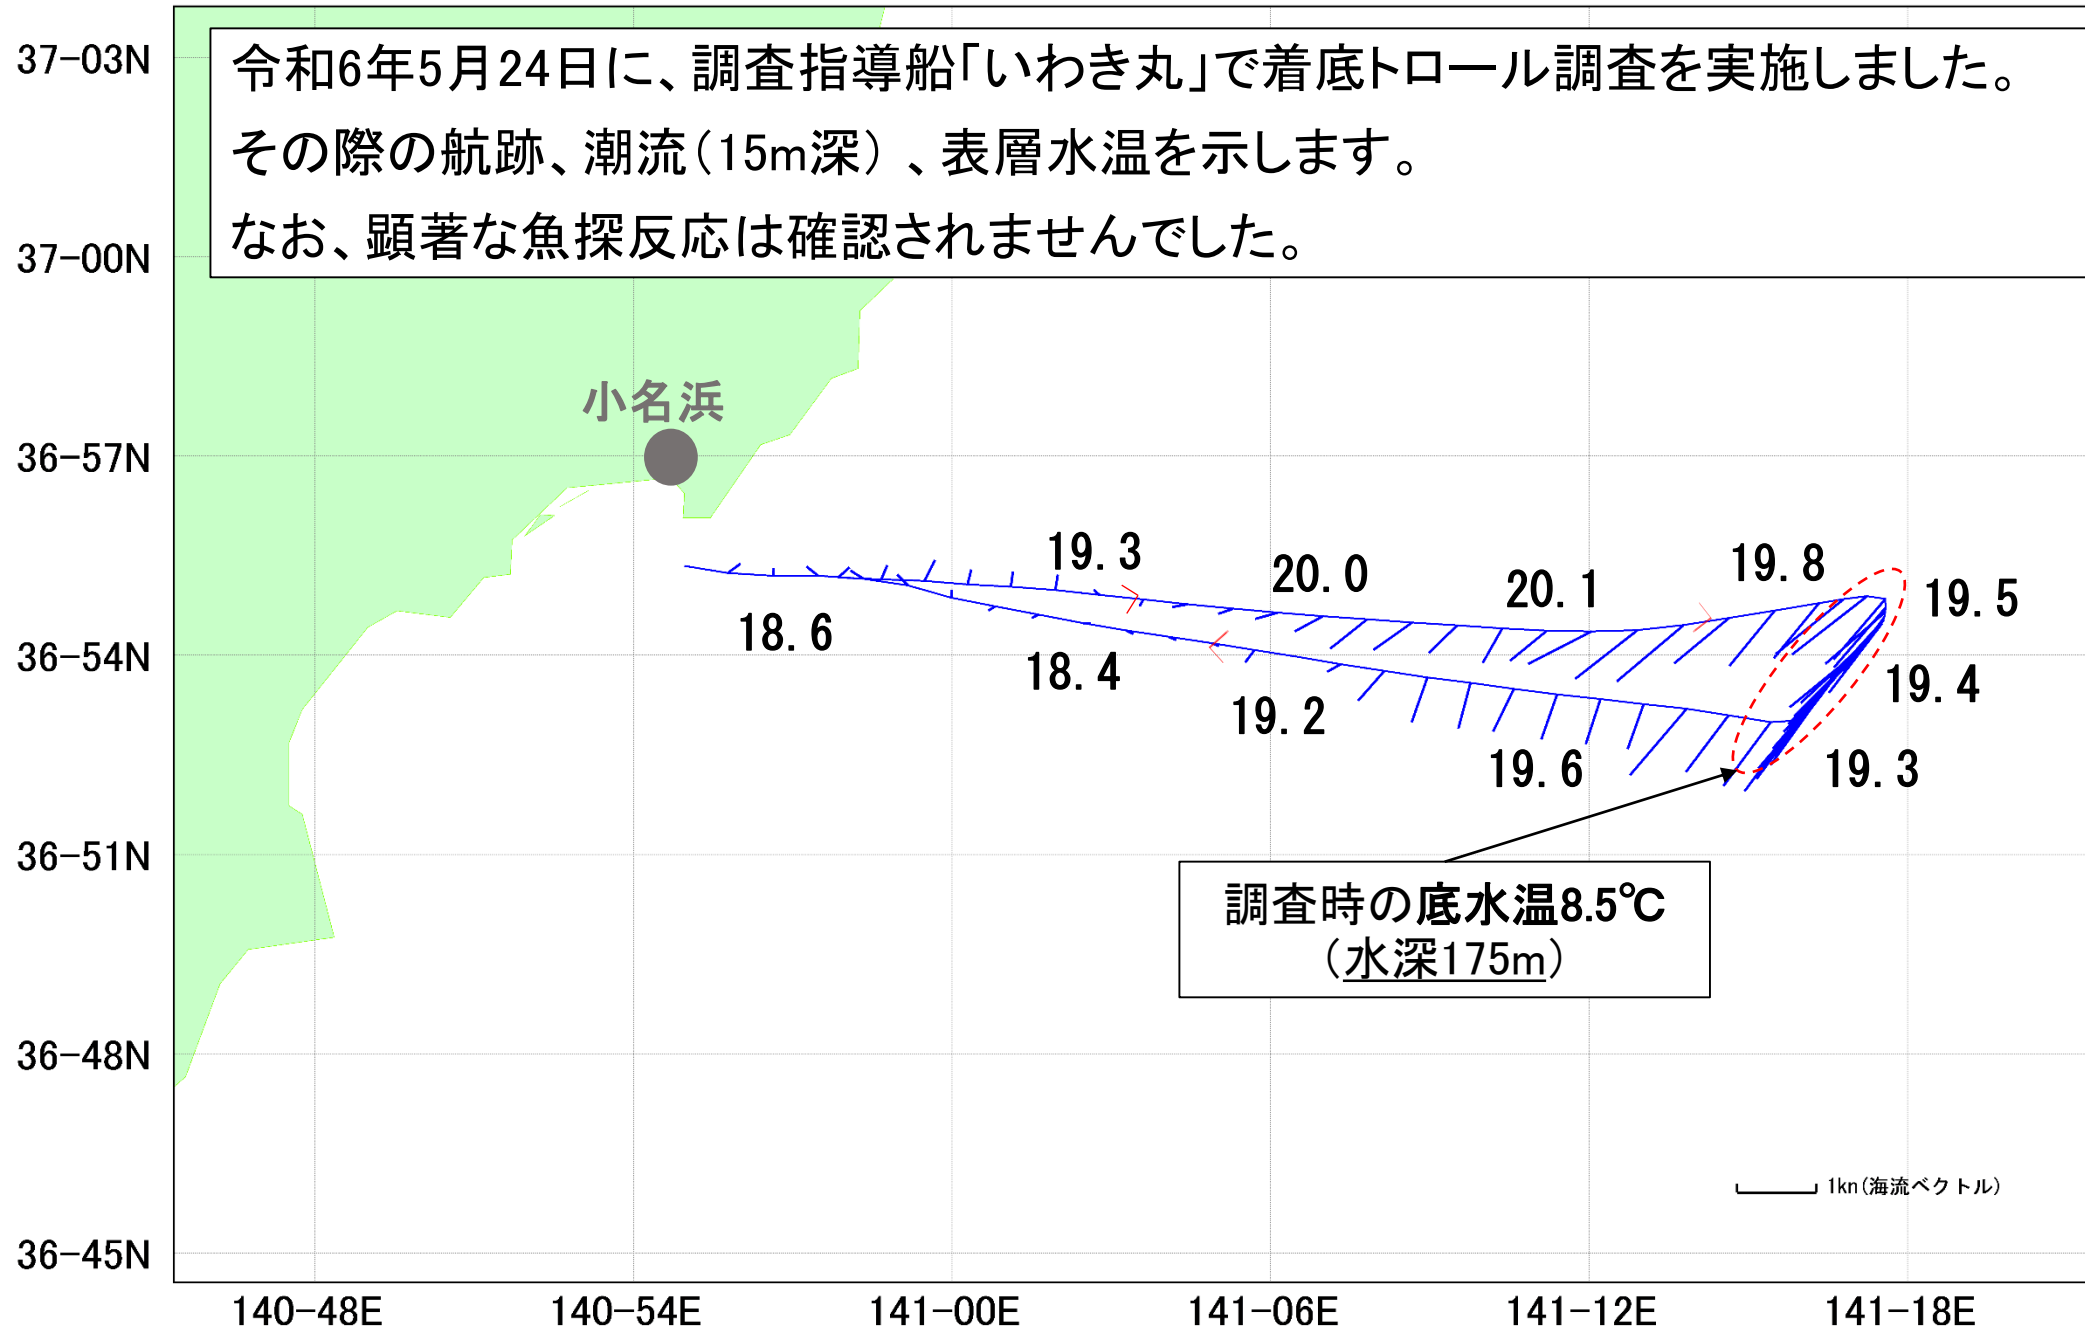 令和6年5月24日に、調査指導船「いわき丸」で着底トロール調査を実施しました。
その際の航跡、潮流（15m深）、表層水温を示します。
なお、顕著な魚探反応は確認されませんでした。
37-03N
37-00N
36-57N
36-54N
36-51N
36-48N
36-45N
小名浜
19.3
20.0
20.1
19.8
19.5
18.6
18.4
19.2
19.6
19.4
19.3
調査時の底水温8.5℃
（水深175m）
1kn(海流ベクトル)
140-48E
140-54E
141-00E
141-06E
141-12E
141-18E